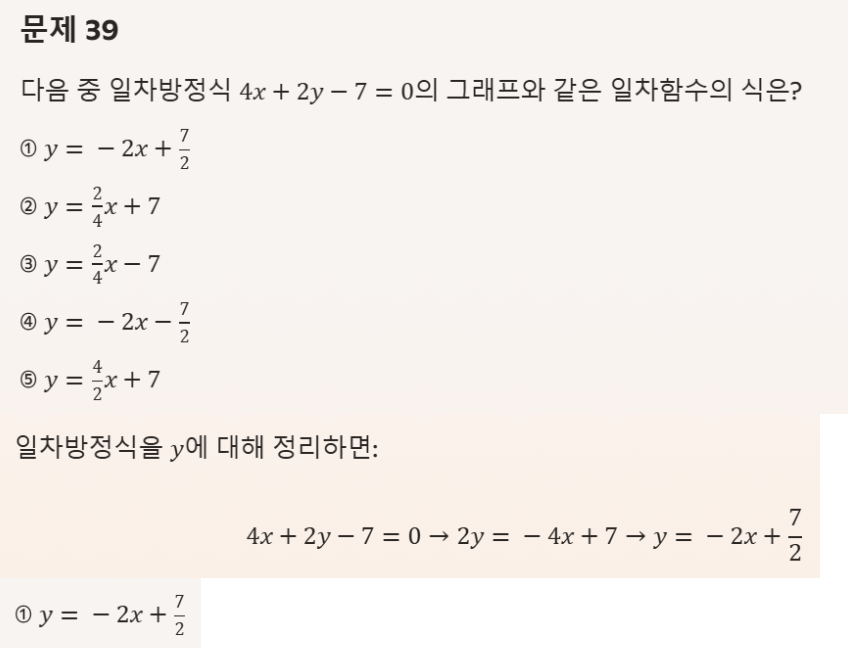 문제 39
다음 중 일차방정식 4x + 2y − 7 = 0의 그래프와 같은 일차함수의 식은?
① y = − 2x + 7/2
② y = 2/4 x + 7
③ y = 2/4 x − 7
④ y = − 2x − 7/2
⑤ y = 4/2 x + 7
일차방정식을 y에 대해 정리하면:
4x + 2y − 7 = 0 → 2y = − 4x + 7 → y = − 2x + 7/2
① y = − 2x + 7/2